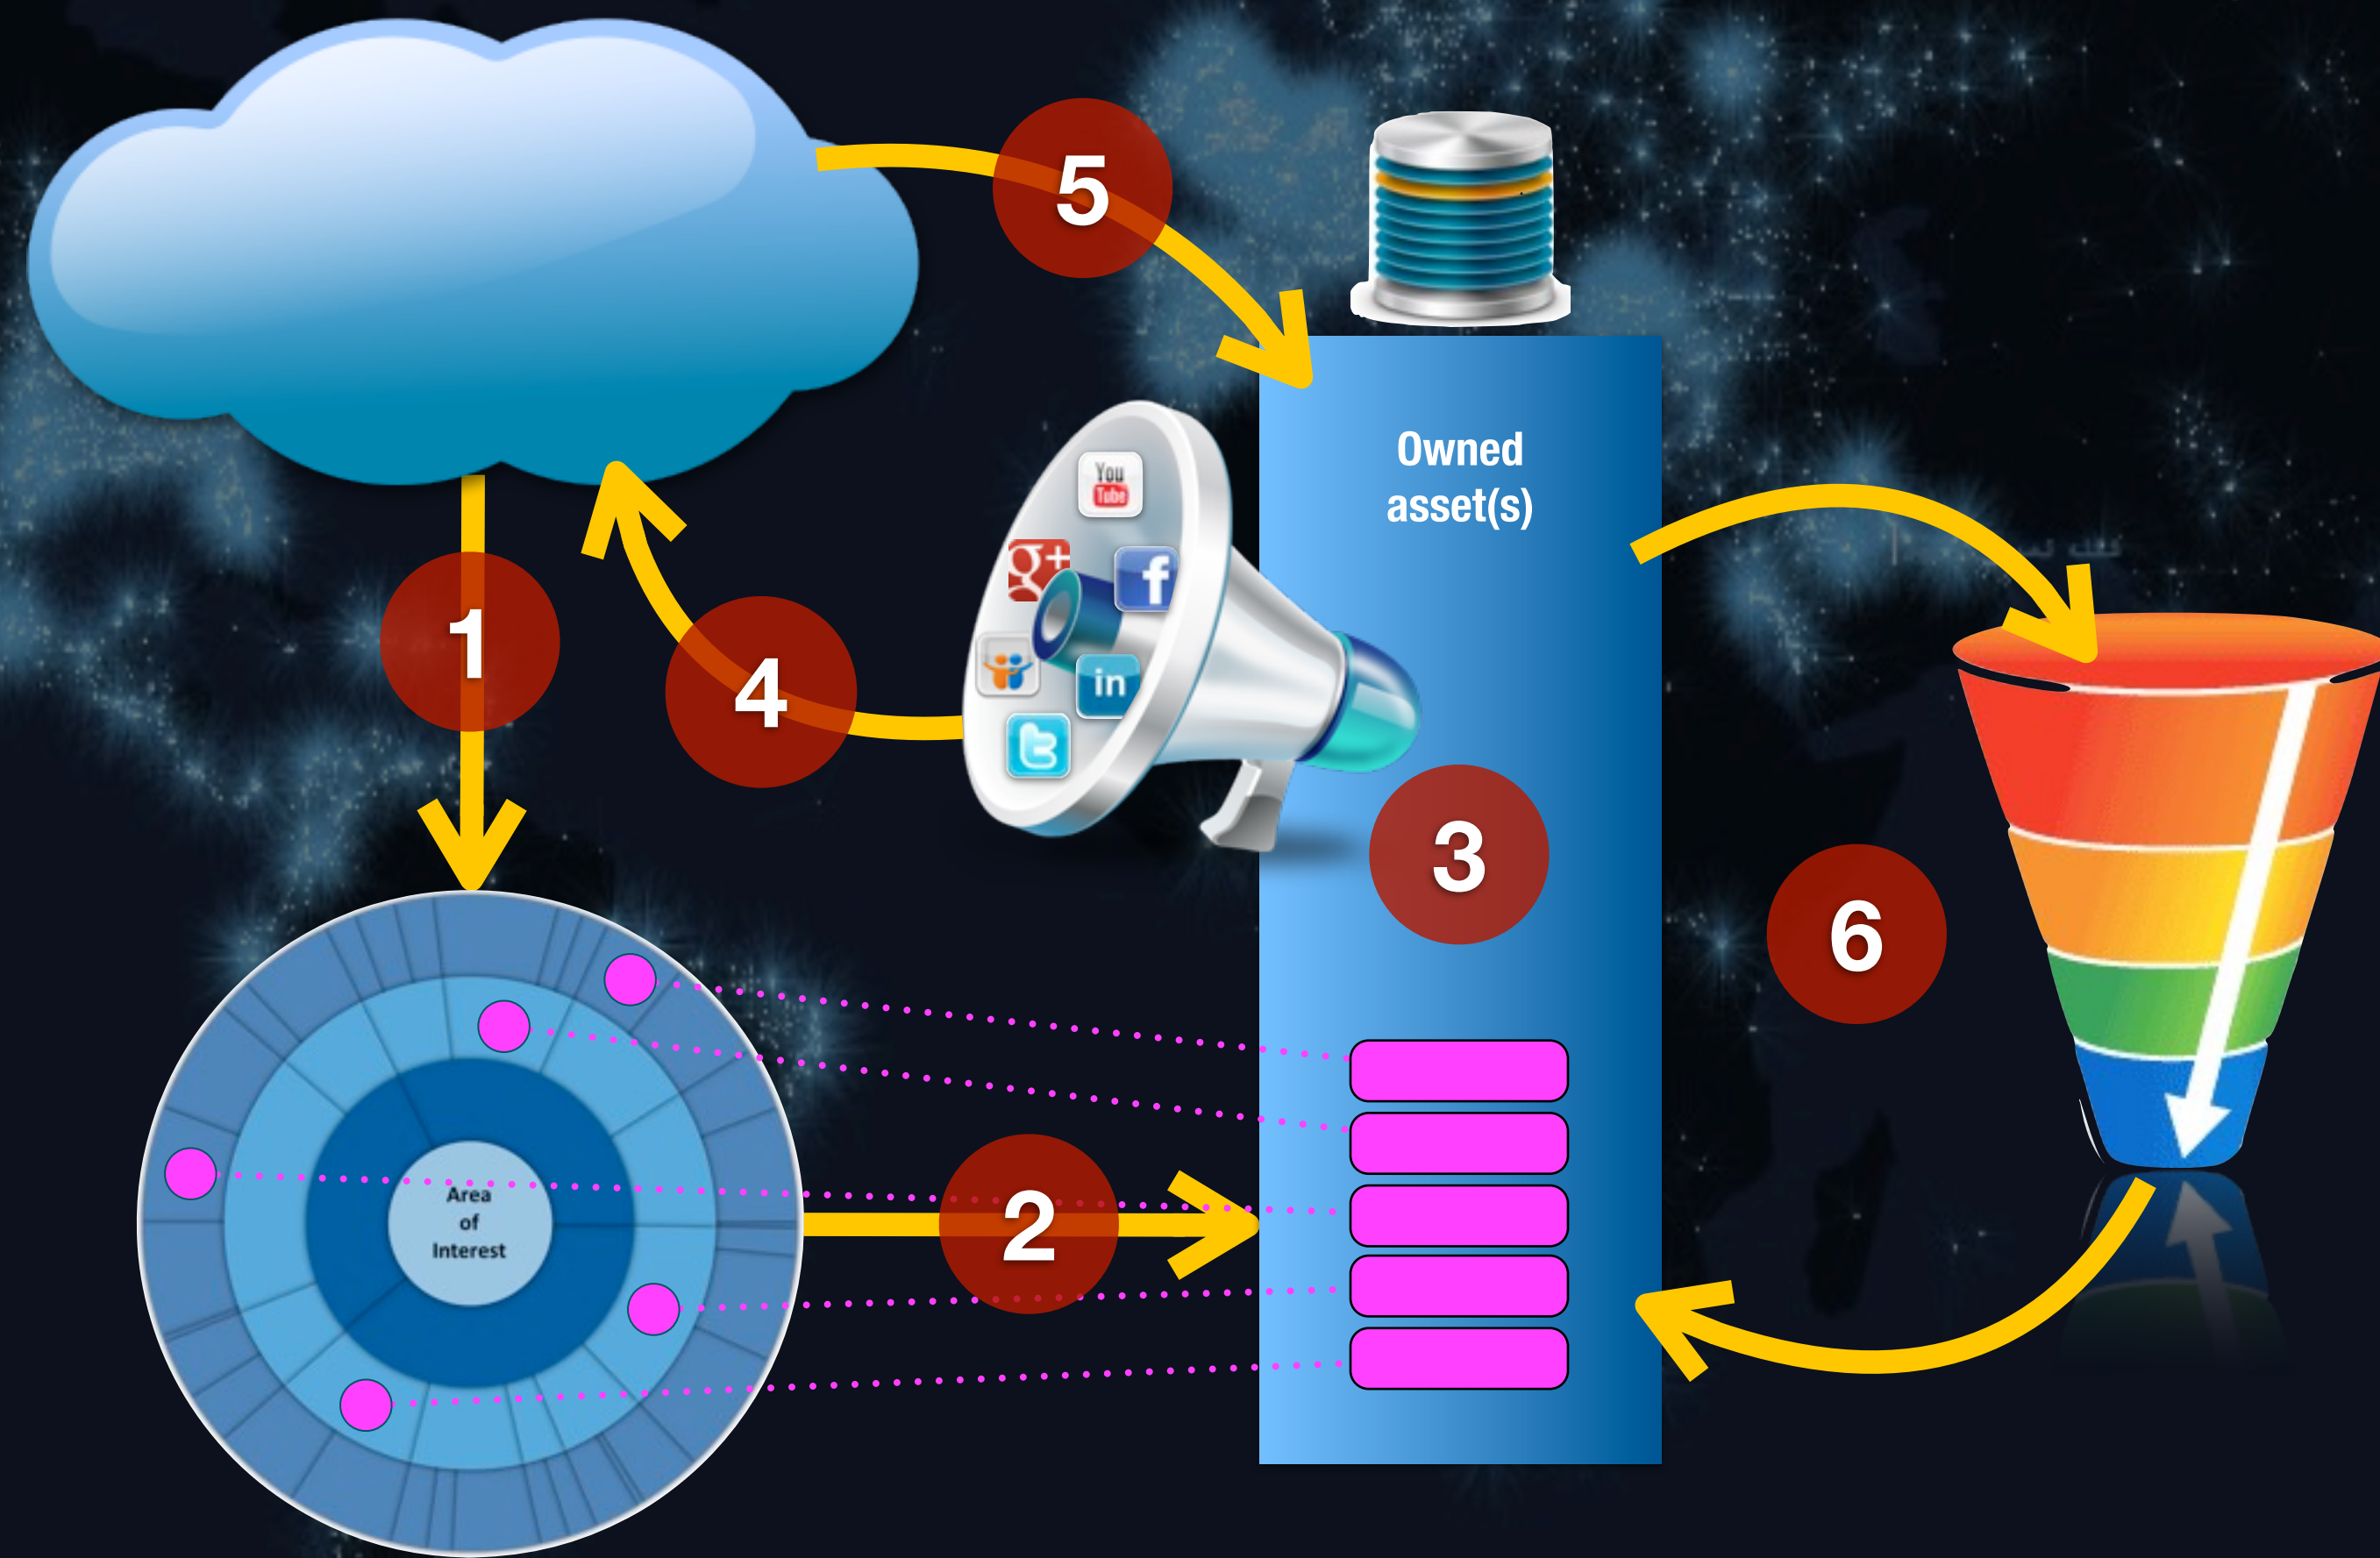 5
Owned
asset(s)
You
Tube
g+
f
in
1
4
3
6
Area
of
Interest
2